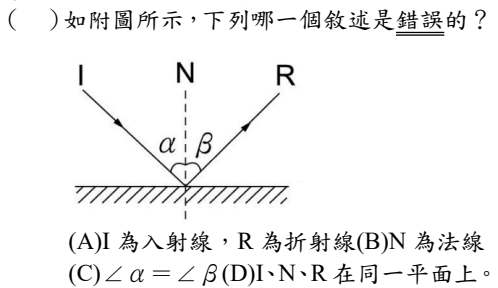 (　)如附圖所示，下列哪一個敘述是錯誤的？
I N R
α β
(A)I 為入射線，R 為折射線(B)N 為法線
(C)∠α＝∠β(D)I、N、R 在同一平面上。